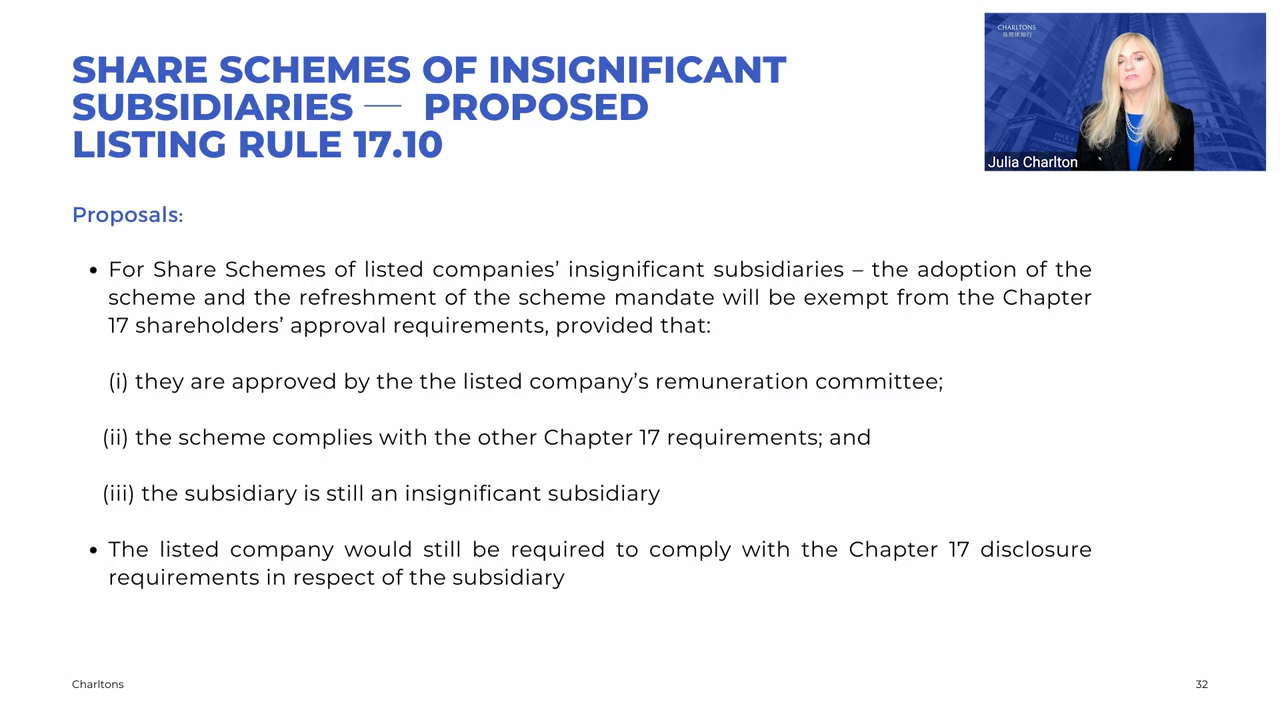 SHARE SCHEMES OF INSIGNIFICANT
SUBSIDIARIES — PROPOSED
LISTING RULE 17.10
CHARLTONS
易周律師行
Julia Charlton
Proposals:
• For Share Schemes of listed companies’ insignificant subsidiaries – the adoption of the
scheme and the refreshment of the scheme mandate will be exempt from the Chapter
17 shareholders’ approval requirements, provided that:
(i) they are approved by the the listed company’s remuneration committee;
(ii) the scheme complies with the other Chapter 17 requirements; and
(iii) the subsidiary is still an insignificant subsidiary
• The listed company would still be required to comply with the Chapter 17 disclosure
requirements in respect of the subsidiary
Charltons
32